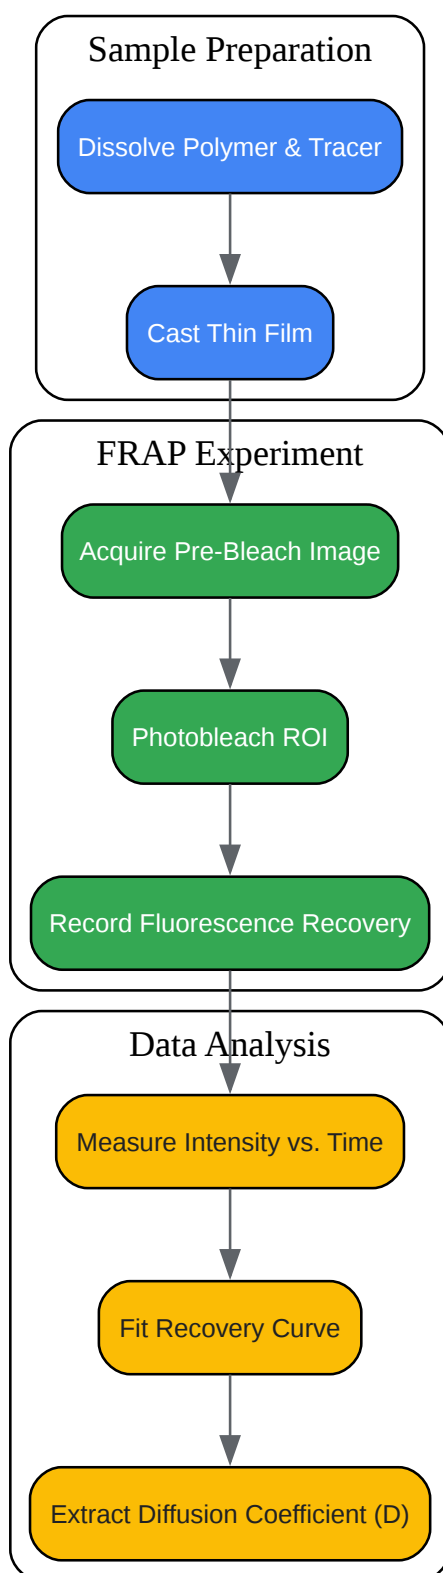 Sample Preparation
Dissolve Polymer & Tracer
Cast Thin Film
FRAP Experiment
Acquire Pre-Bleach Image
Photobleach ROI
Record Fluorescence Recovery
Data Analysis
Measure Intensity vs. Time
Fit Recovery Curve
Extract Diffusion Coefficient (D)